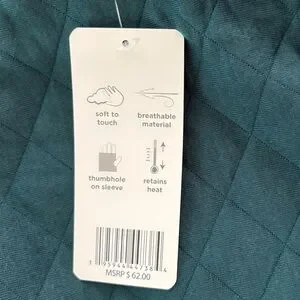 soft to
touch
breathable
material
thumbhole
on sleeve
retains
heat
MSRP $ 62.00